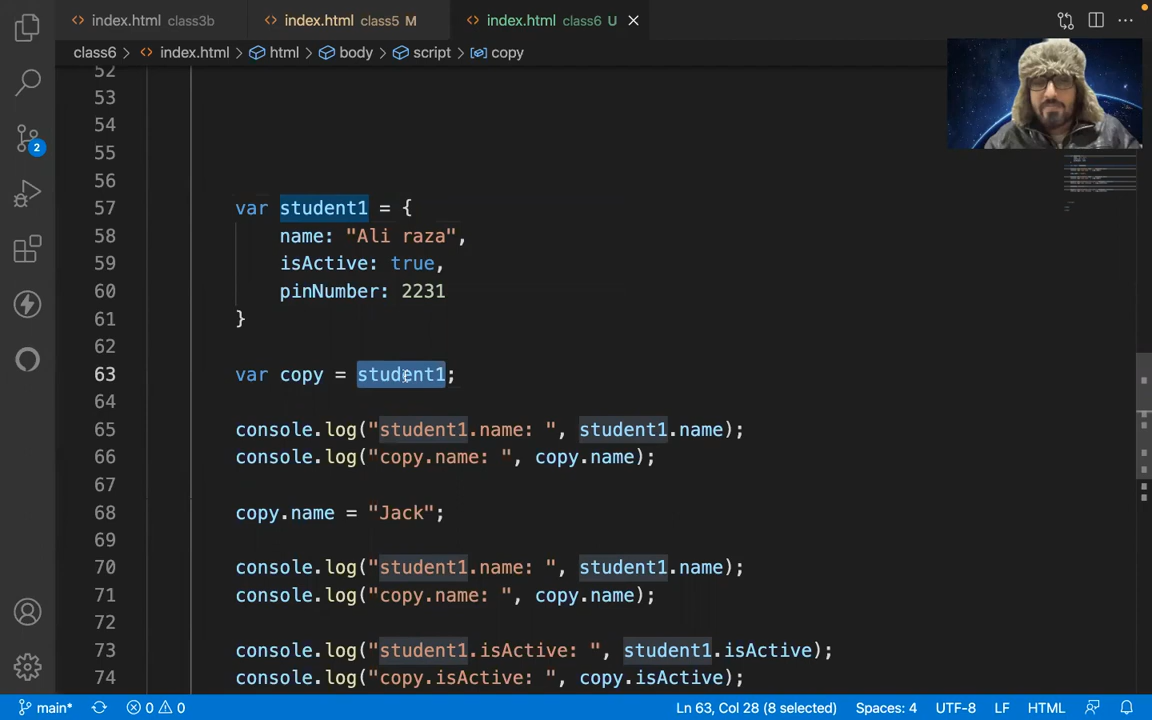 index.html class3b
index.html class5 M
index.html class6 U
class6 index.html html body script copy
52
53
54
55
56
57 var student1 = {
58 name: "Ali raza",
59 isActive: true,
60 pinNumber: 2231
61 }
62
63 var copy = student1;
64
65 console.log("student1.name: ", student1.name);
66 console.log("copy.name: ", copy.name);
67
68 copy.name = "Jack";
69
70 console.log("student1.name: ", student1.name);
71 console.log("copy.name: ", copy.name);
72
73 console.log("student1.isActive: ", student1.isActive);
74 console.log("copy.isActive: ", copy.isActive);
2
main* 0 0 Ln 63, Col 28 (8 selected) Spaces: 4 UTF-8 LF HTML